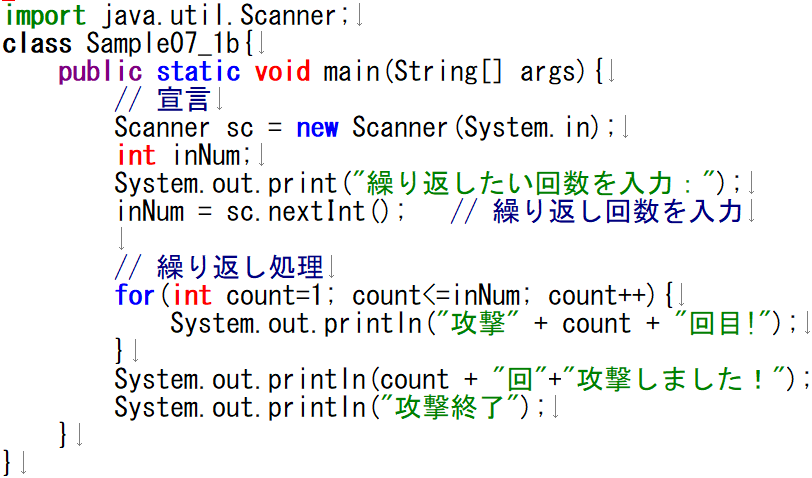 import java.util.Scanner;↓
class Sample07_1b{↓
    public static void main(String[] args){↓
        // 宣言↓
        Scanner sc = new Scanner(System.in);↓
        int inNum;↓
        System.out.print("繰り返したい回数を入力：");↓
        inNum = sc.nextInt();   // 繰り返し回数を入力↓
        ↓
        // 繰り返し処理↓
        for(int count=1; count<=inNum; count++){↓
            System.out.println("攻撃" + count + "回目!");↓
        }↓
        System.out.println(count + "回"+"攻撃しました！");
        System.out.println("攻撃終了");↓
    }↓
}↓